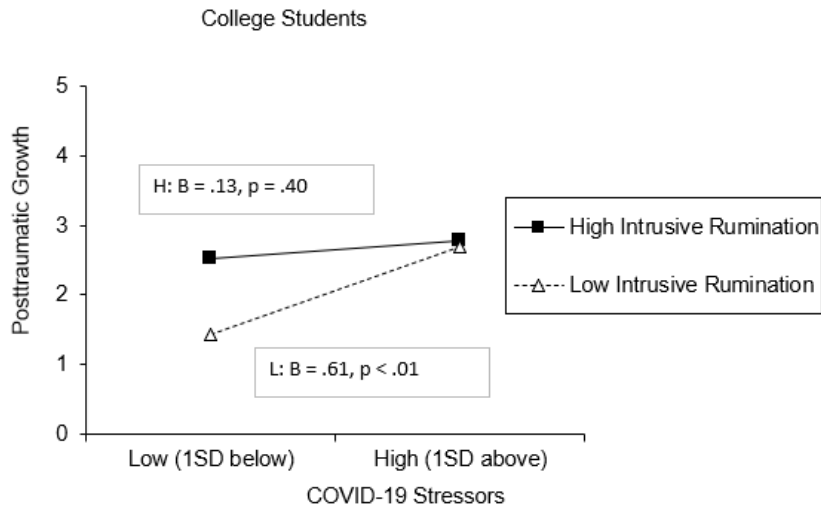 College Students
5
4
3
2
1
0
Posttraumatic Growth
H: B = .13, p = .40
L: B = .61, p < .01
High Intrusive Rumination
Low Intrusive Rumination
Low (1SD below)
High (1SD above)
COVID-19 Stressors